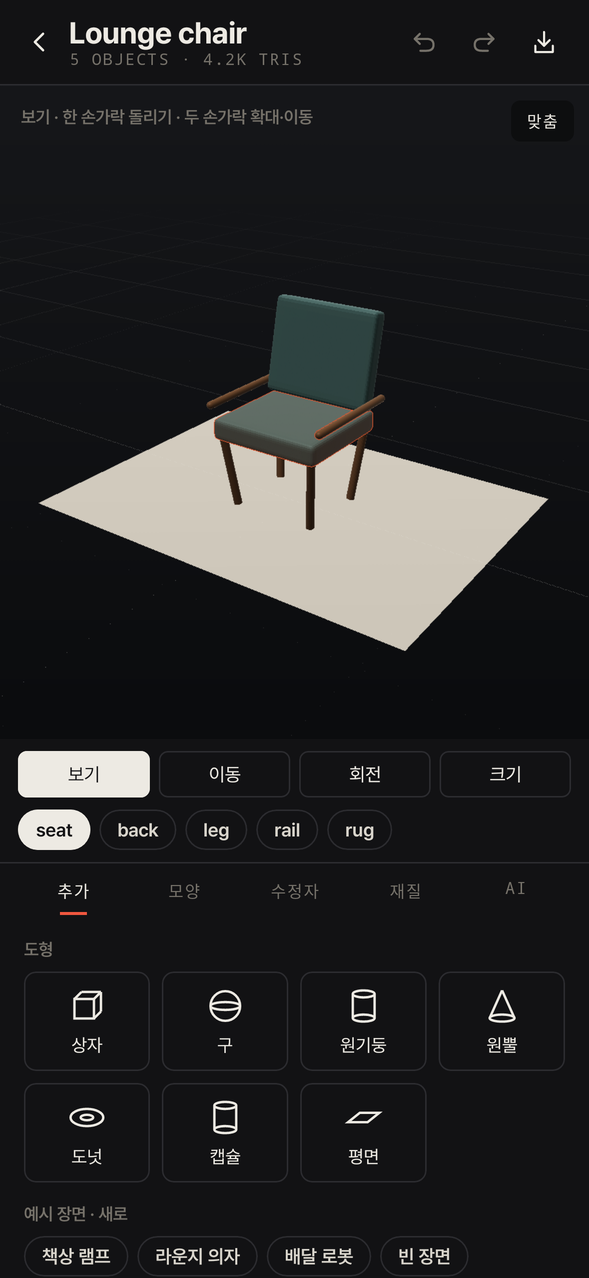 Lounge chair
5 OBJECTS · 4.2K TRIS
보기 · 한 손가락 돌리기 · 두 손가락 확대·이동
맞춤
보기 이동 회전 크기
seat back leg rail rug
추가 모양 수정자 재질 AI
도형
상자 구 원기둥 원뿔
도넛 캡슐 평면
예시 장면 · 새로
책상 램프 라운지 의자 배달 로봇 빈 장면